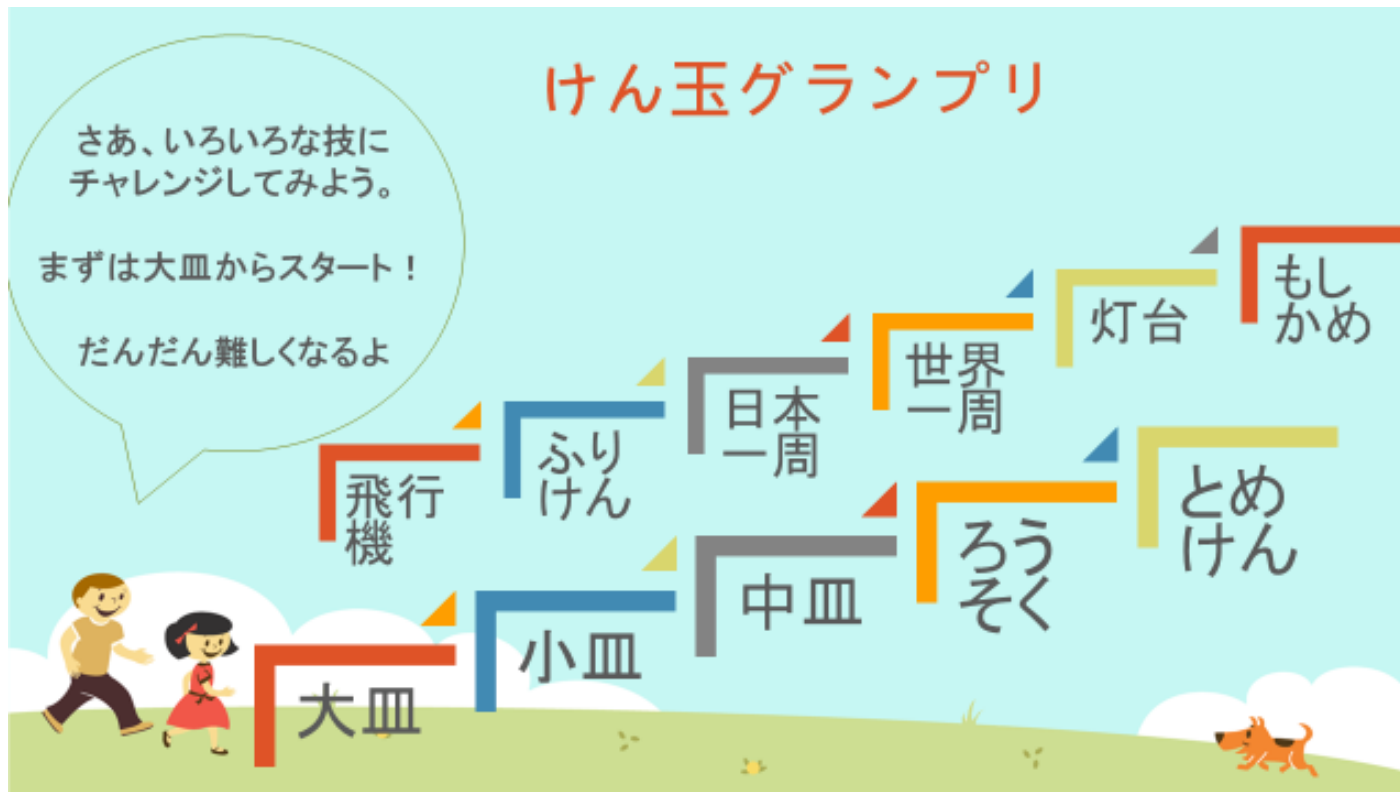 けん玉グランプリ
さあ、いろいろな技に
チャレンジしてみよう。
まずは大皿からスタート！
だんだん難しくなるよ
大皿
小皿
中皿
ろう
そく
とめ
けん
飛行
機
ふり
けん
日本
一周
世界
一周
灯台
もし
かめ